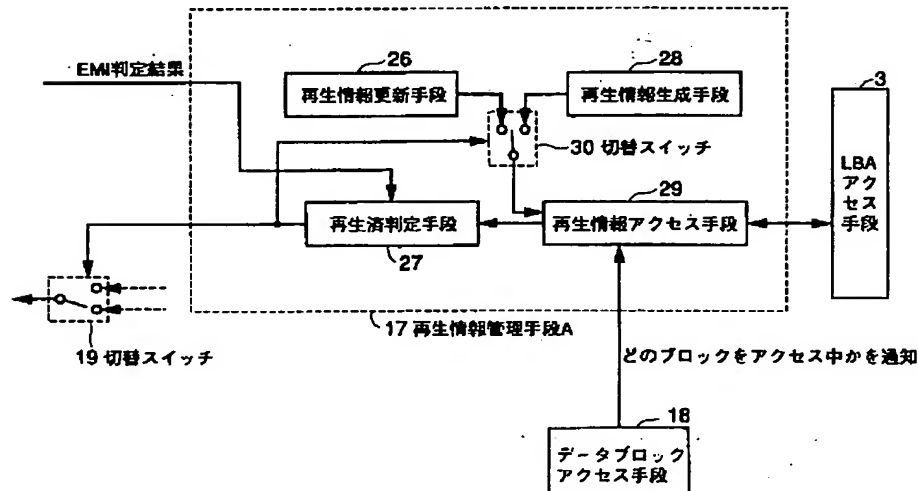 EMI判定結果
26
再生情報更新手段
28
再生情報生成手段
3
LBA
アク
セス
手段
30 切替スイッチ
再生済判定手段
27
29
再生情報アクセス手段
19 切替スイッチ
17 再生情報管理手段A
どのブロックをアクセス中かを通知
18
データブロック
アクセス手段